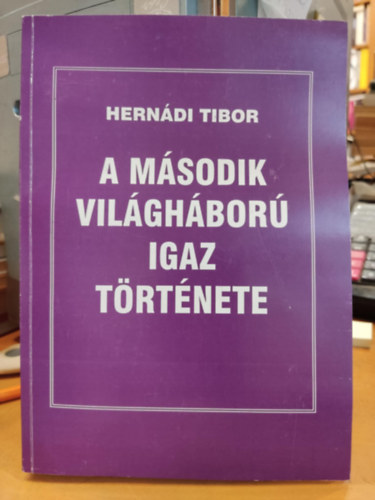 HERNÁDI TIBOR
A MÁSODIK
VILÁGHÁBORÚ
IGAZ
TÖRTÉNETE